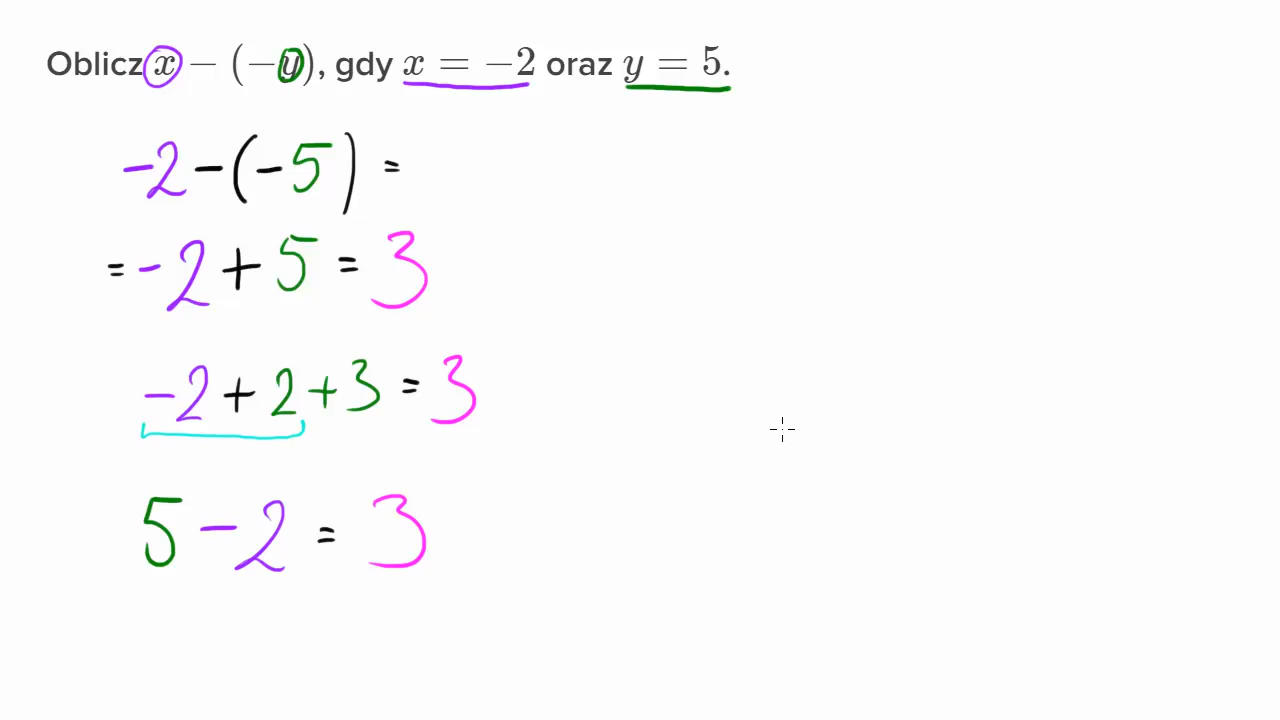 Oblicz x − (−y), gdy x = −2 oraz y = 5.
-2-(-5) =
= -2 + 5 = 3
-2 + 2 + 3 = 3
5 - 2 = 3